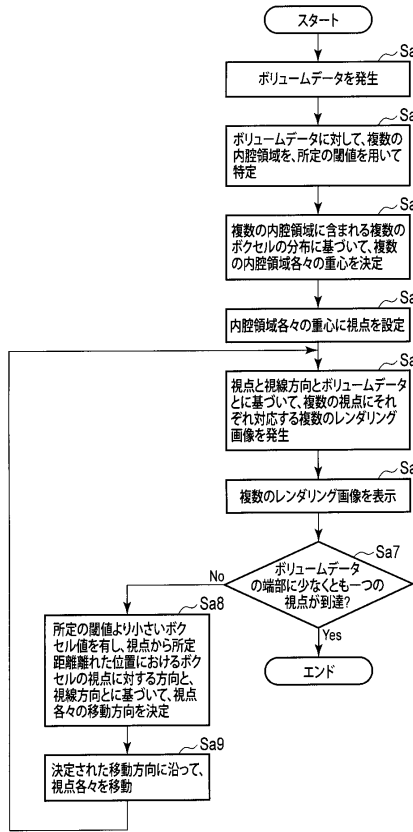 スタート
Sa
ボリュームデータを発生
Sa
ボリュームデータに対して、複数の
内腔領域を、所定の閾値を用いて
特定
Sa
複数の内腔領域に含まれる複数の
ボクセルの分布に基づいて、複数
の内腔領域各々の重心を決定
Sa
内腔領域各々の重心に視点を設定
Sa
視点と視線方向とボリュームデータ
とに基づいて、複数の視点にそれ
ぞれ対応する複数のレンダリング
画像を発生
Sa
複数のレンダリング画像を表示
Sa7
ボリュームデータ
の端部に少なくとも一つの
視点が到達?
No
Yes
エンド
Sa8
所定の閾値より小さいボク
セル値を有し、視点から所定
距離離れた位置におけるボク
セルの視点に対する方向と、
視線方向とに基づいて、視点
各々の移動方向を決定
Sa9
決定された移動方向に沿って、
視点各々を移動